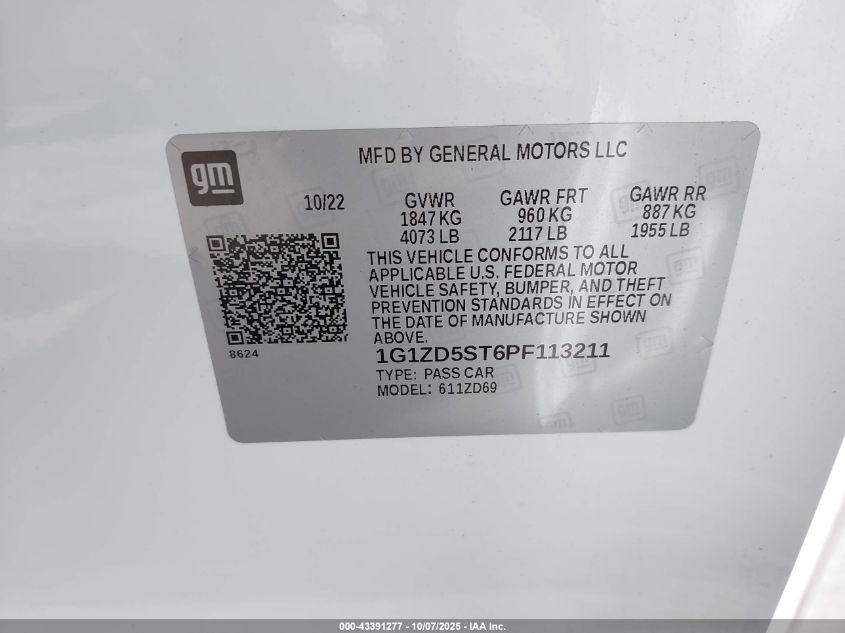 gm
MFD BY GENERAL MOTORS LLC
10/22
GVWR
1847 KG
4073 LB
GAWR FRT
960 KG
2117 LB
GAWR RR
887 KG
1955 LB
THIS VEHICLE CONFORMS TO ALL
APPLICABLE U.S. FEDERAL MOTOR
VEHICLE SAFETY, BUMPER, AND THEFT
PREVENTION STANDARDS IN EFFECT ON
THE DATE OF MANUFACTURE SHOWN
ABOVE.
8624
1G1ZD5ST6PF113211
TYPE: PASS CAR
MODEL: 611ZD69
000-43391277 - 10/07/2025 - IAA Inc.